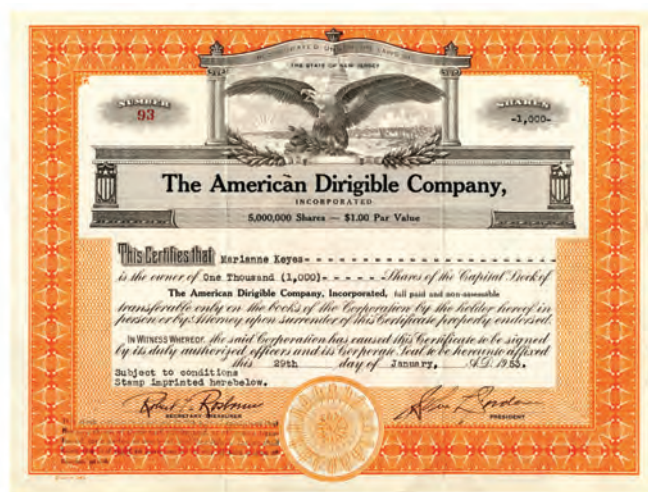 INCORPORATED UNDER THE LAWS OF
THE STATE OF NEW JERSEY
NUMBER
93
SHARES
-1,000-
The American Dirigible Company,
INCORPORATED
5,000,000 Shares — $1.00 Par Value
This Certifies that Marianne Keyes
is the owner of One Thousand (1,000)- - - - - -Shares of the Capital Stock of
The American Dirigible Company, Incorporated, full paid and non-assessable
transferable only on the books of the Corporation by the holder hereof in
person or by Attorney upon surrender of this Certificate properly endorsed.
IN WITNESS WHEREOF, the said Corporation has caused this Certificate to be signed
by its duly authorized officers and its Corporate Seal to be hereunto affixed
this 29th day of January, A.D. 1953.
Subject to conditions
Stamp imprinted herebelow.
SECRETARY-TREASURER
PRESIDENT